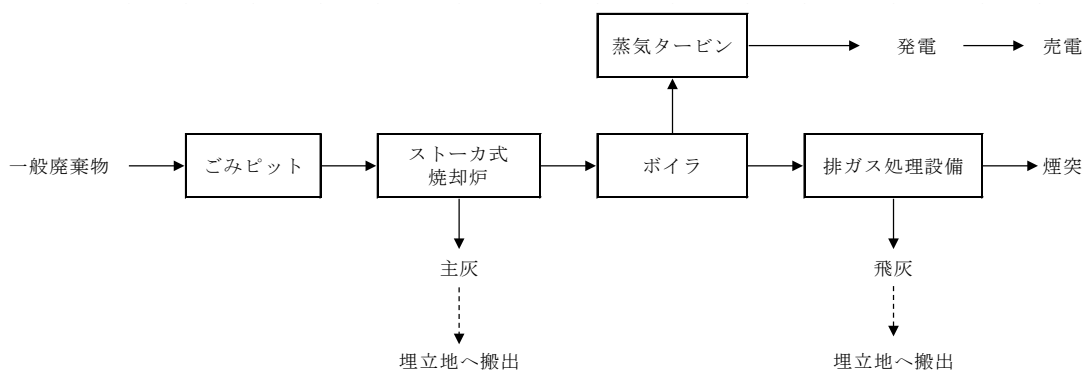 蒸気タービン
発電
売電
一般廃棄物
ごみピット
ストーカ式
焼却炉
ボイラ
排ガス処理設備
煙突
主灰
飛灰
埋立地へ搬出
埋立地へ搬出